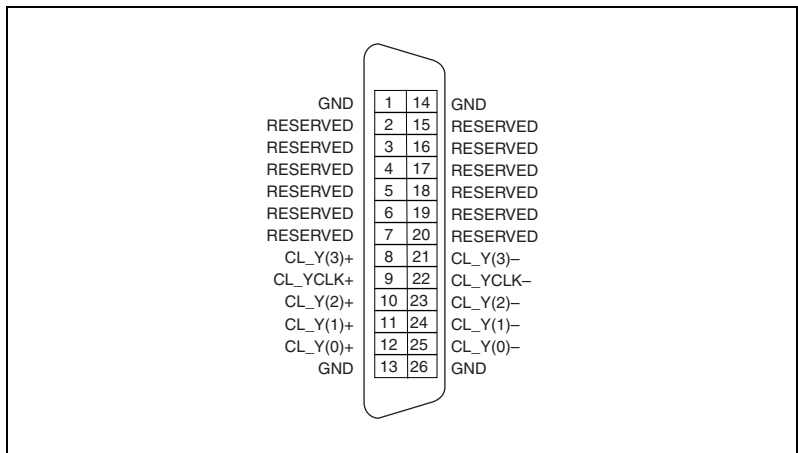 GND 1 14 GND
RESERVED 2 15 RESERVED
RESERVED 3 16 RESERVED
RESERVED 4 17 RESERVED
RESERVED 5 18 RESERVED
RESERVED 6 19 RESERVED
RESERVED 7 20 RESERVED
CL_Y(3)+ 8 21 CL_Y(3)–
CL_YCLK+ 9 22 CL_YCLK–
CL_Y(2)+ 10 23 CL_Y(2)–
CL_Y(1)+ 11 24 CL_Y(1)–
CL_Y(0)+ 12 25 CL_Y(0)–
GND 13 26 GND